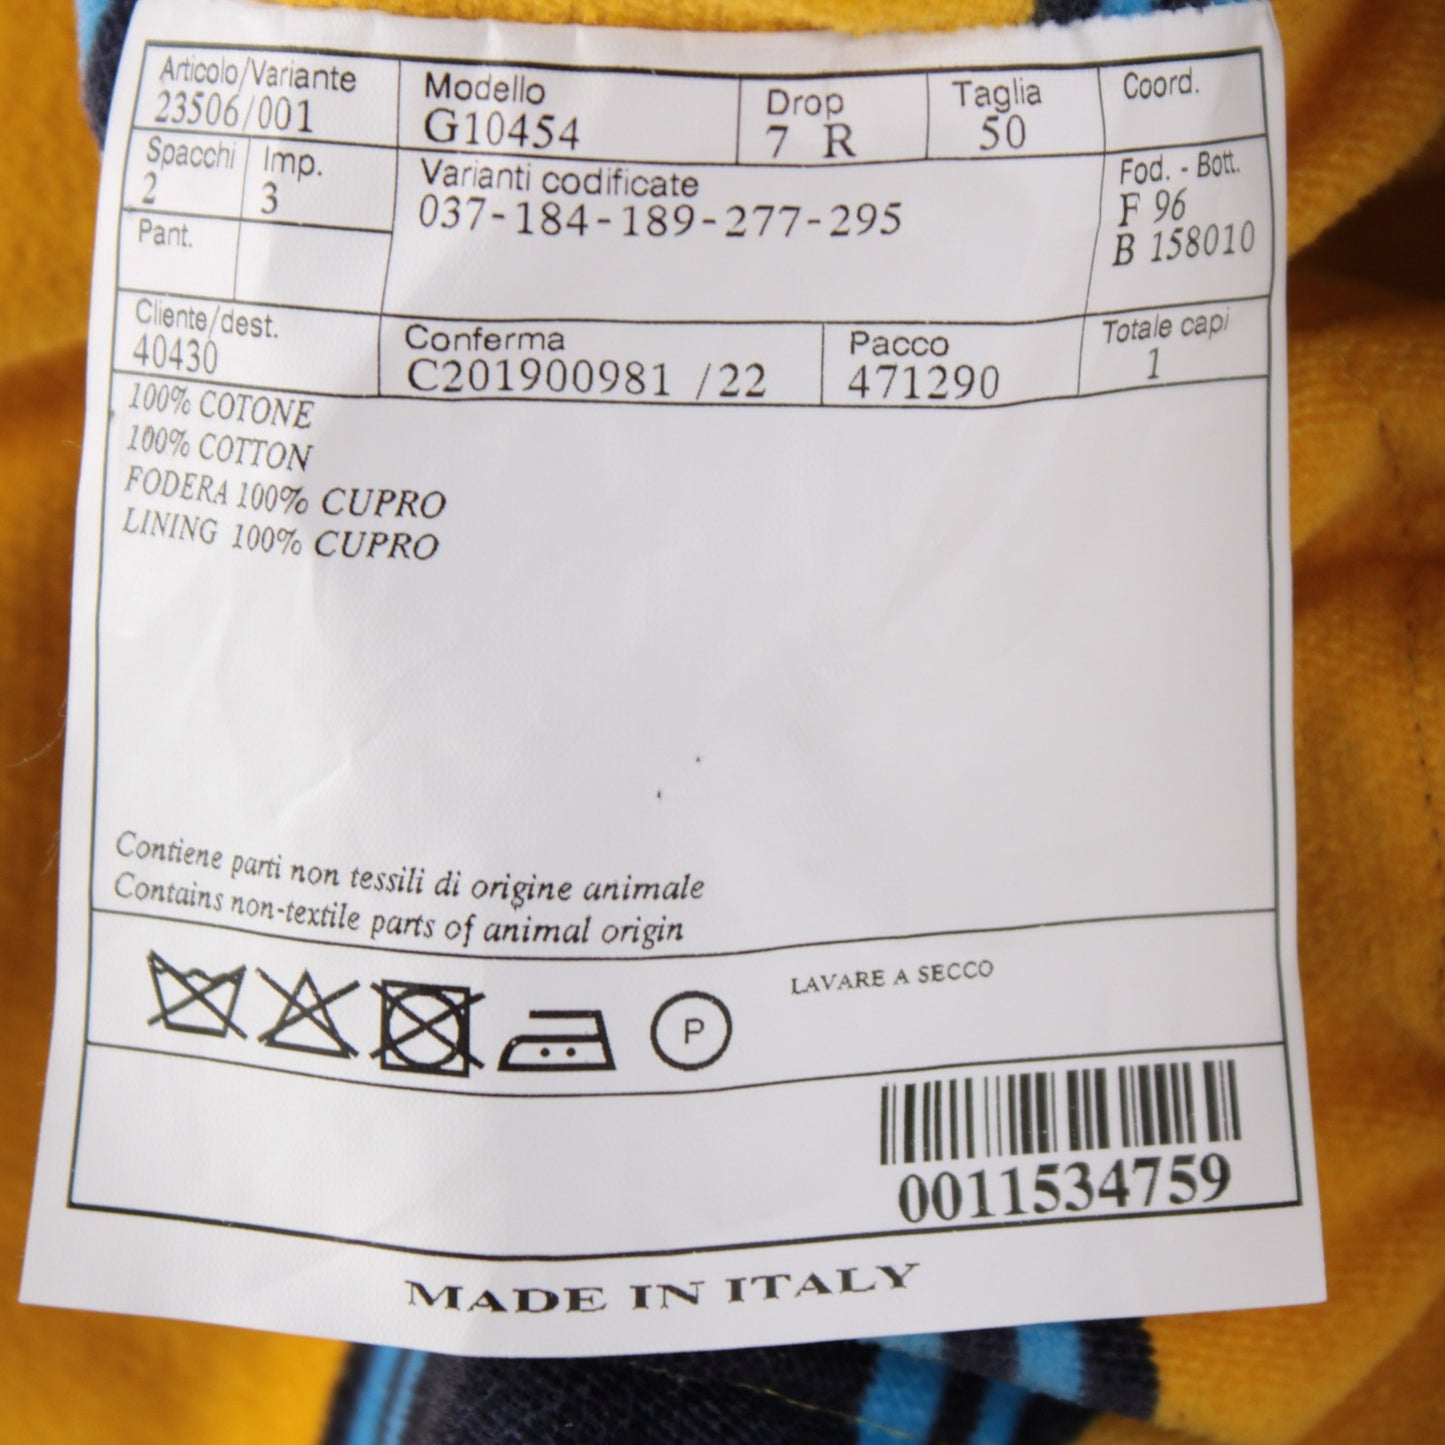 Articolo/Variante
23506/001
Modello
G10454
Drop
7 R
Taglia
50
Coord.
Spacchi
2
Imp.
3
Varianti codificate
037-184-189-277-295
Fod. - Bott.
F 96
B 158010
Pant.
Cliente/dest.
40430
Conferma
C201900981 /22
Pacco
471290
Totale capi
1
100% COTONE
100% COTTON
FODERA 100% CUPRO
LINING 100% CUPRO
Contiene parti non tessili di origine animale
Contains non-textile parts of animal origin
P
LAVARE A SECCO
0011534759
MADE IN ITALY